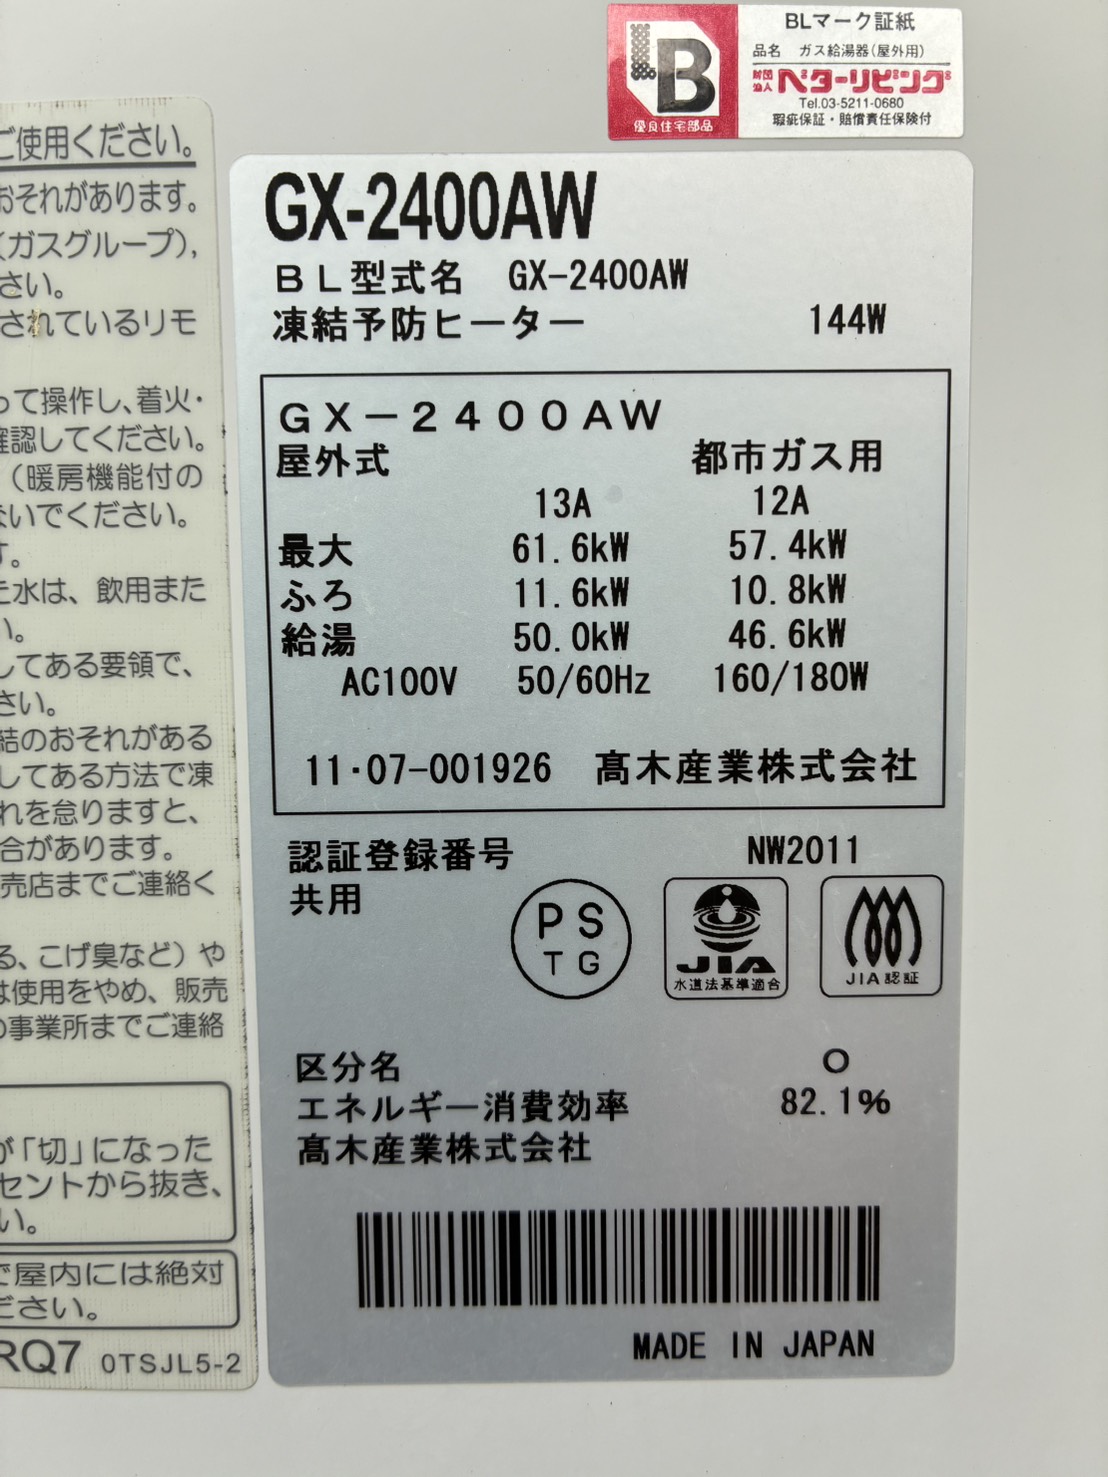 BLマーク証紙
品名 ガス給湯器(屋外用)
財団法人 ベターリビング
Tel.03-5211-0680
瑕疵保証・賠償責任保険付
B
優良住宅部品
ご使用ください。
おそれがあります。
(ガスグループ),
さい。
されているリモ
って操作し、着火・
確認してください。
(暖房機能付の
ないでください。
す。
た水は、飲用また
い。
してある要領で、
さい。
結のおそれがある
してある方法で凍
れを怠りますと、
合があります。
売店までご連絡く
る、こげ臭など)や
は使用をやめ、販売
の事業所までご連絡
が「切」になった
セントから抜き、
い。
で屋内には絶対
ださい。
RQ7 0TSJL5-2
GX-2400AW
BL型式名 GX-2400AW
凍結予防ヒーター 144W
GX-2400AW
屋外式 都市ガス用
13A 12A
最大 61.6kW 57.4kW
ふろ 11.6kW 10.8kW
給湯 50.0kW 46.6kW
AC100V 50/60Hz 160/180W
11・07-001926 髙木産業株式会社
認証登録番号 NW2011
共用
PS
TG
JIA
水道法基準適合
JIA認証
区分名 O
エネルギー消費効率 82.1%
髙木産業株式会社
MADE IN JAPAN